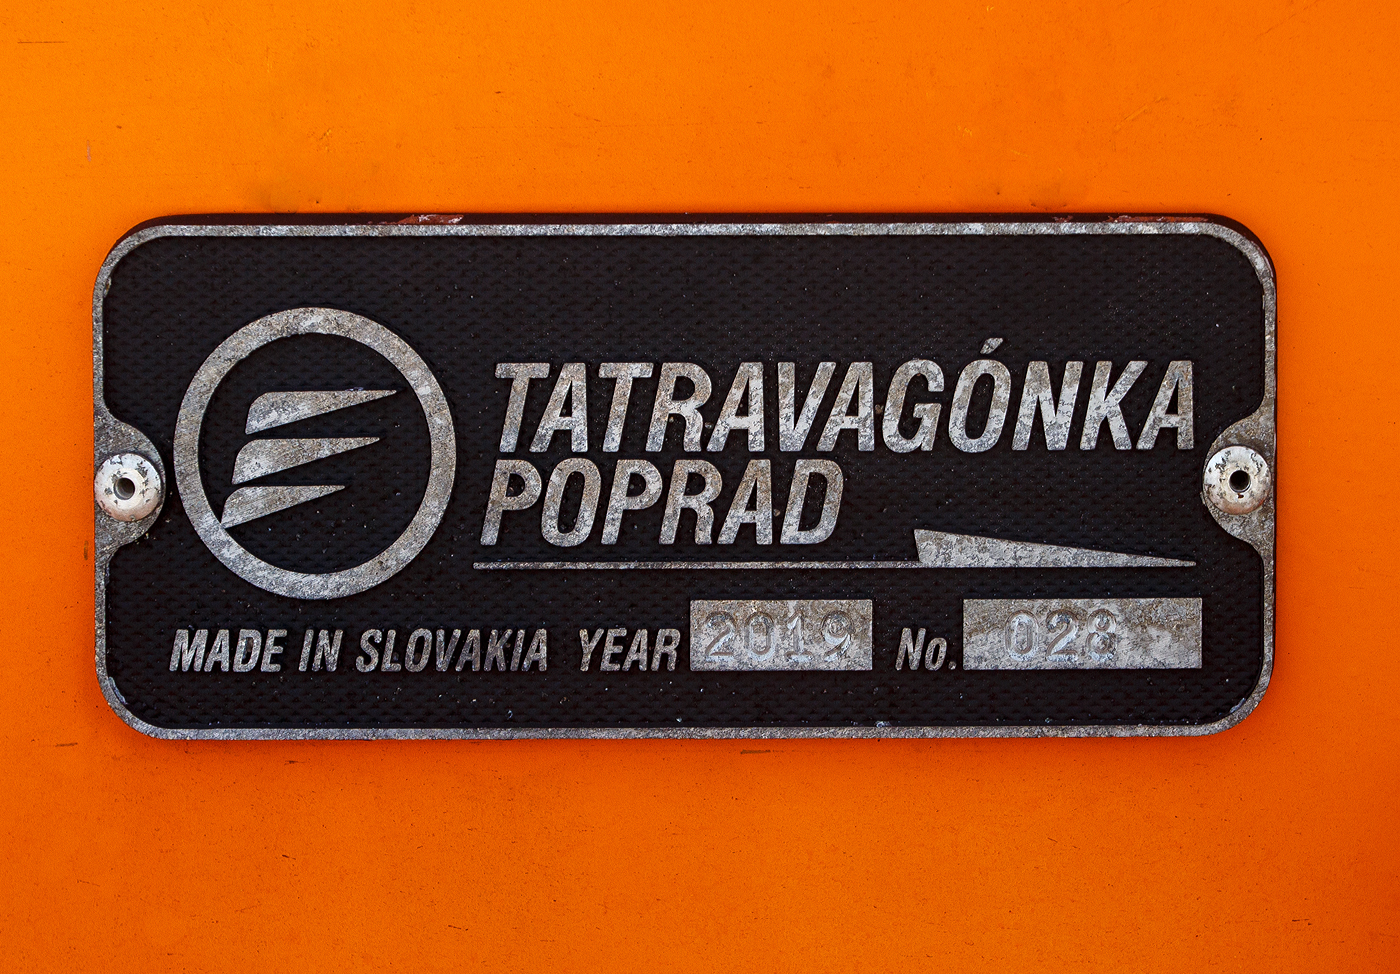 TATRAVAGÓNKA
POPRAD
MADE IN SLOVAKIA YEAR 2019 No. 028